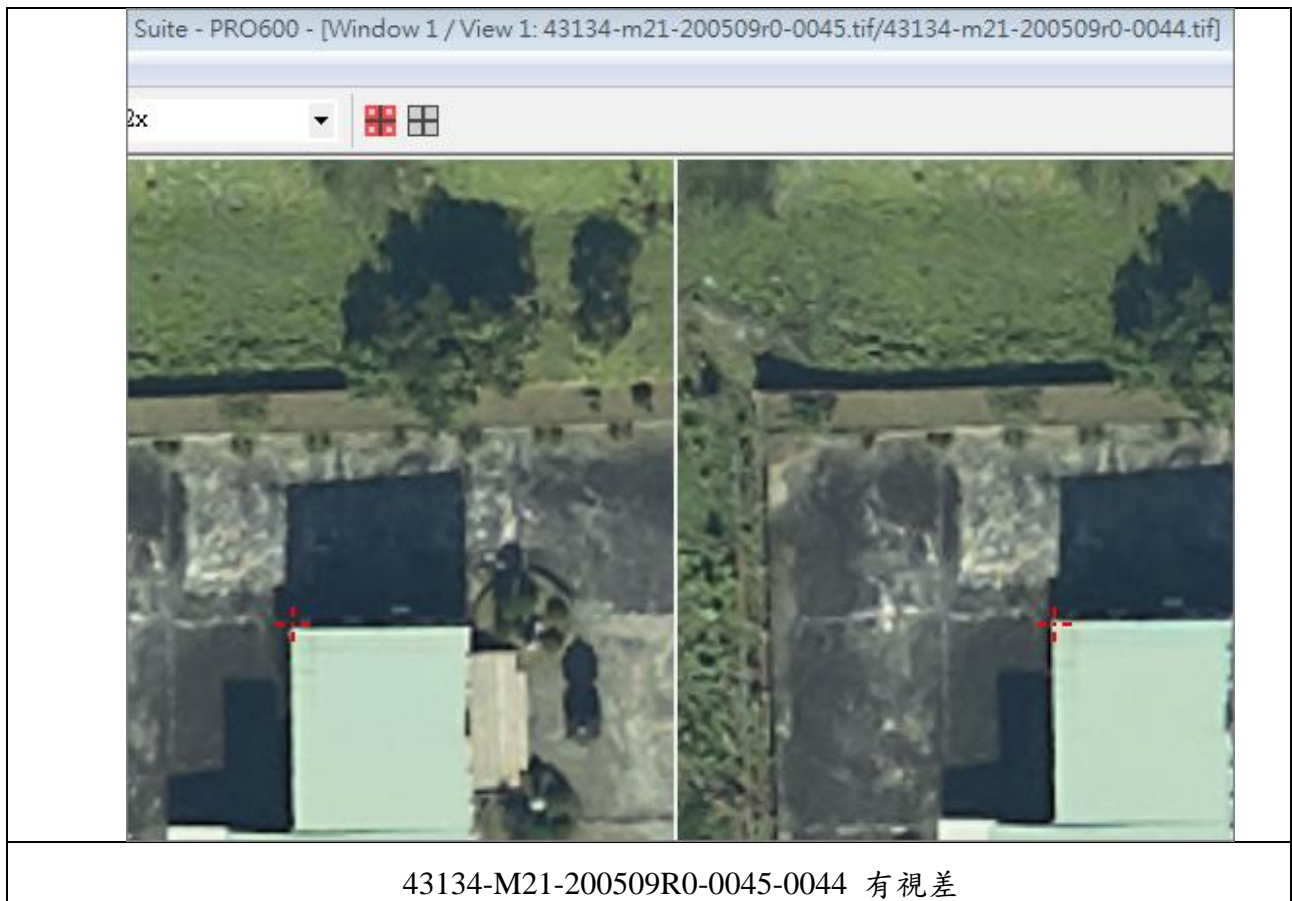 Suite - PRO600 - [Window 1 / View 1: 43134-m21-200509r0-0045.tif/43134-m21-200509r0-0044.tif]
2x
43134-M21-200509R0-0045-0044 有視差